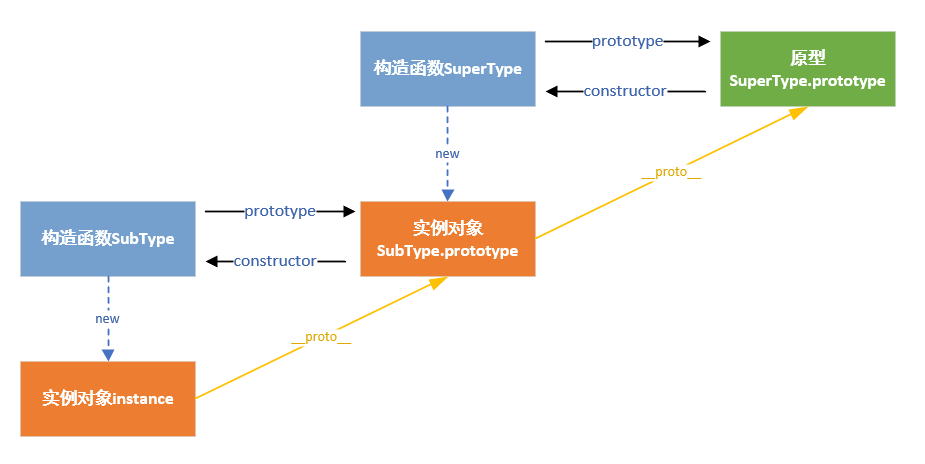 构造函数SuperType
prototype
constructor
原型
SuperType.prototype
new
__proto__
构造函数SubType
prototype
constructor
实例对象
SubType.prototype
new
__proto__
实例对象instance